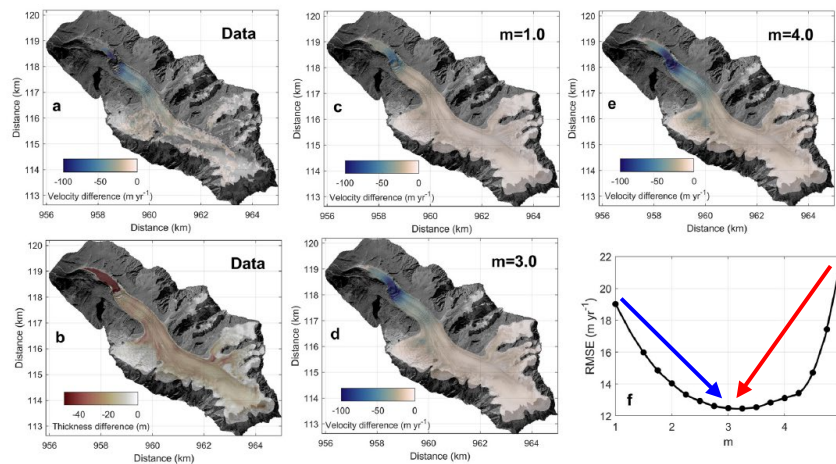 120
119
118
117
116
115
114
113
Distance (km)
Data
a
-100 -50 0
Velocity difference (m yr⁻¹)
956 958 960 962 964
Distance (km)
120
119
118
117
116
115
114
113
Distance (km)
m=1.0
c
-100 0
Velocity difference (m yr⁻¹)
956 958 960 962 964
Distance (km)
120
119
118
117
116
115
114
113
Distance (km)
m=4.0
e
-100 -50 0
Velocity difference (m yr⁻¹)
956 958 960 962 964
Distance (km)
120
119
118
117
116
115
114
113
Distance (km)
Data
b
-40 -20 0
Thickness difference (m)
956 958 960 962 964
Distance (km)
120
119
118
117
116
115
114
113
Distance (km)
m=3.0
d
-100 -50 0
Velocity difference (m yr⁻¹)
956 958 960 962 964
Distance (km)
22
20
18
16
14
12
RMSE (m yr⁻¹)
f
1 2 3 4
m